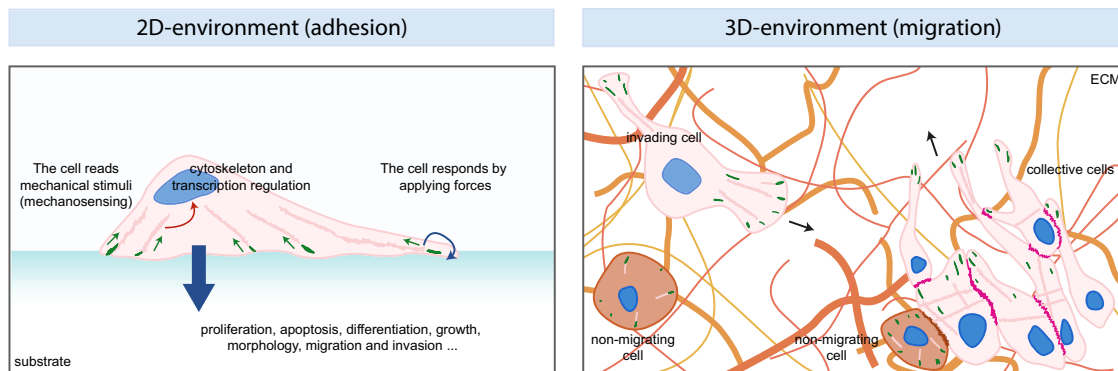 2D-environment (adhesion)
The cell reads
mechanical stimuli
(mechanosensing)
cytoskeleton and
transcription regulation
The cell responds by
applying forces
proliferation, apoptosis, differentiation, growth,
morphology, migration and invasion ...
substrate
3D-environment (migration)
ECM
invading cell
collective cells
non-migrating
cell
non-migrating
cell